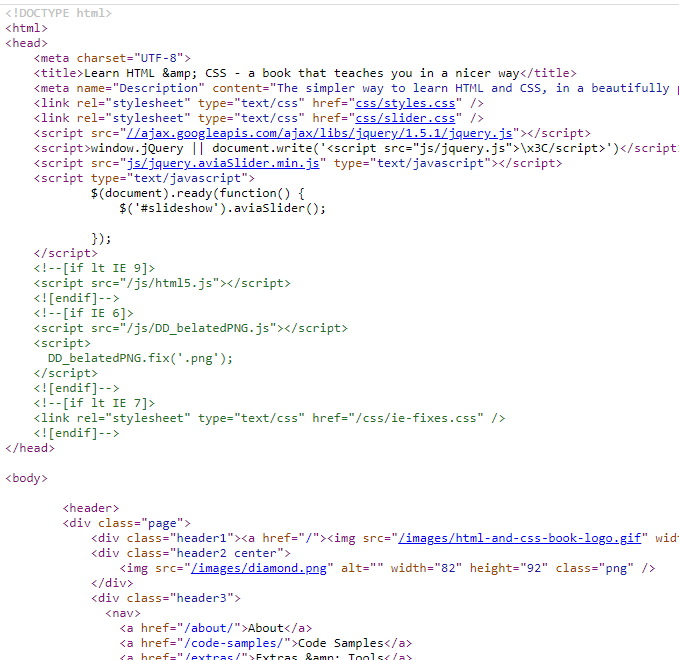 <!DOCTYPE html>
<html>
<head>
<meta charset="UTF-8">
<title>Learn HTML &amp; CSS - a book that teaches you in a nicer way</title>
<meta name="Description" content="The simpler way to learn HTML and CSS, in a beautifully
<link rel="stylesheet" type="text/css" href="css/styles.css" />
<link rel="stylesheet" type="text/css" href="css/slider.css" />
<script src="//ajax.googleapis.com/ajax/libs/jquery/1.5.1/jquery.js"></script>
<script>window.jQuery || document.write('<script src="js/jquery.js">\x3C/script>')</script
<script src="js/jquery.aviaSlider.min.js" type="text/javascript"></script>
<script type="text/javascript">
$(document).ready(function() {
$('#slideshow').aviaSlider();
});
</script>
<!--[if lt IE 9]>
<script src="/js/html5.js"></script>
<![endif]-->
<!--[if IE 6]>
<script src="/js/DD_belatedPNG.js"></script>
<script>
DD_belatedPNG.fix('.png');
</script>
<![endif]-->
<!--[if lt IE 7]>
<link rel="stylesheet" type="text/css" href="/css/ie-fixes.css" />
<![endif]-->
</head>
<body>
<header>
<div class="page">
<div class="header1"><a href="/"><img src="/images/html-and-css-book-logo.gif"
<div class="header2 center">
<img src="/images/diamond.png" alt="" width="82" height="92" class="png" />
</div>
<div class="header3">
<nav>
<a href="/about/">About</a>
<a href="/code-samples/">Code Samples</a>
<a href="/extras/">Extras &amp; Tools</a>